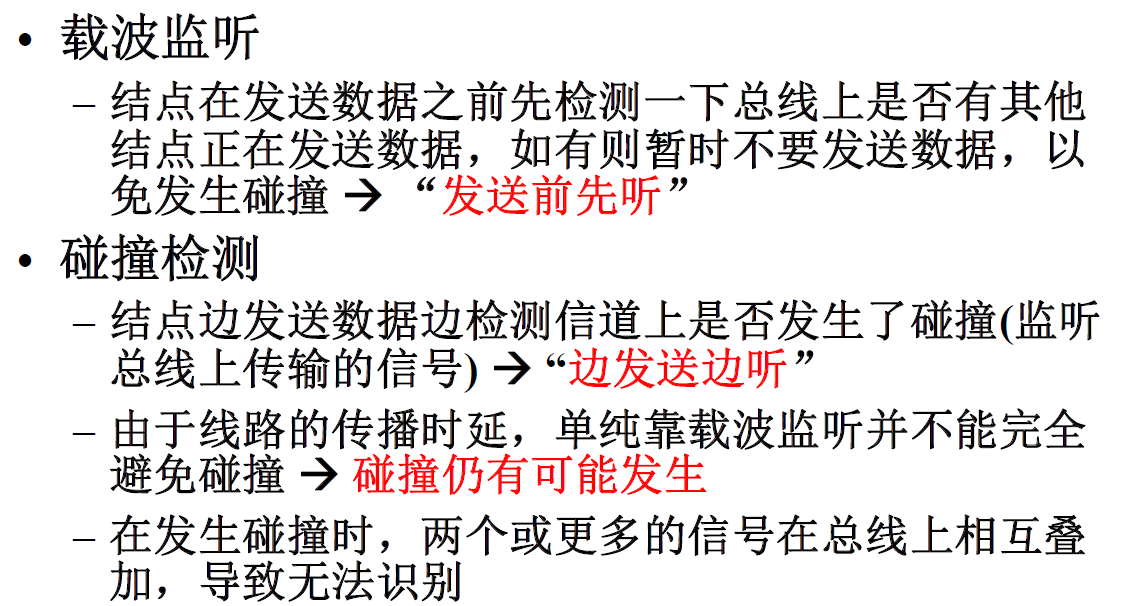 • 载波监听
– 结点在发送数据之前先检测一下总线上是否有其他
结点正在发送数据，如有则暂时不要发送数据，以
免发生碰撞 → “发送前先听”
• 碰撞检测
– 结点边发送数据边检测信道上是否发生了碰撞(监听
总线上传输的信号) → “边发送边听”
– 由于线路的传播时延，单纯靠载波监听并不能完全
避免碰撞 → 碰撞仍有可能发生
– 在发生碰撞时，两个或更多的信号在总线上相互叠
加，导致无法识别